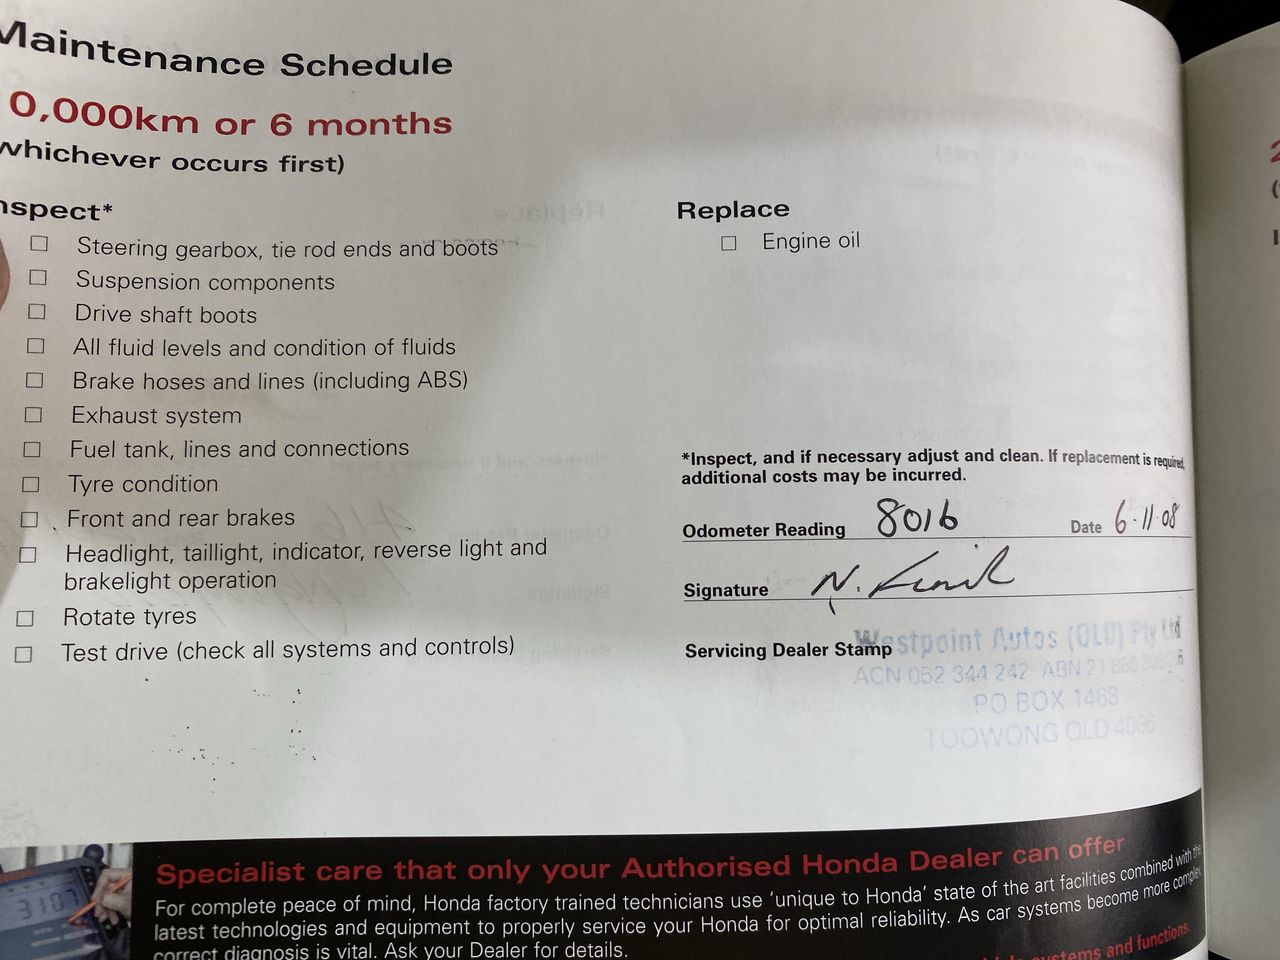 Maintenance Schedule
0,000km or 6 months
whichever occurs first)
nspect*
Steering gearbox, tie rod ends and boots
Suspension components
Drive shaft boots
All fluid levels and condition of fluids
Brake hoses and lines (including ABS)
Exhaust system
Fuel tank, lines and connections
Tyre condition
Front and rear brakes
Headlight, taillight, indicator, reverse light and
brakelight operation
Rotate tyres
Test drive (check all systems and controls)
Replace
Engine oil
*Inspect, and if necessary adjust and clean. If replacement is required,
additional costs may be incurred.
Odometer Reading 8016 Date 6·11·08
Signature N.
Servicing Dealer Stamp
Westpoint Autos (QLD) Pty Ltd
ACN 052 344 242 ABN 21
PO BOX 1468
TOOWONG QLD 4066
Specialist care that only your Authorised Honda Dealer can offer
For complete peace of mind, Honda factory trained technicians use 'unique to Honda' state of the art facilities combined with the
latest technologies and equipment to properly service your Honda for optimal reliability. As car systems become more complex,
correct diagnosis is vital. Ask your Dealer for details.
systems and functions.
3107